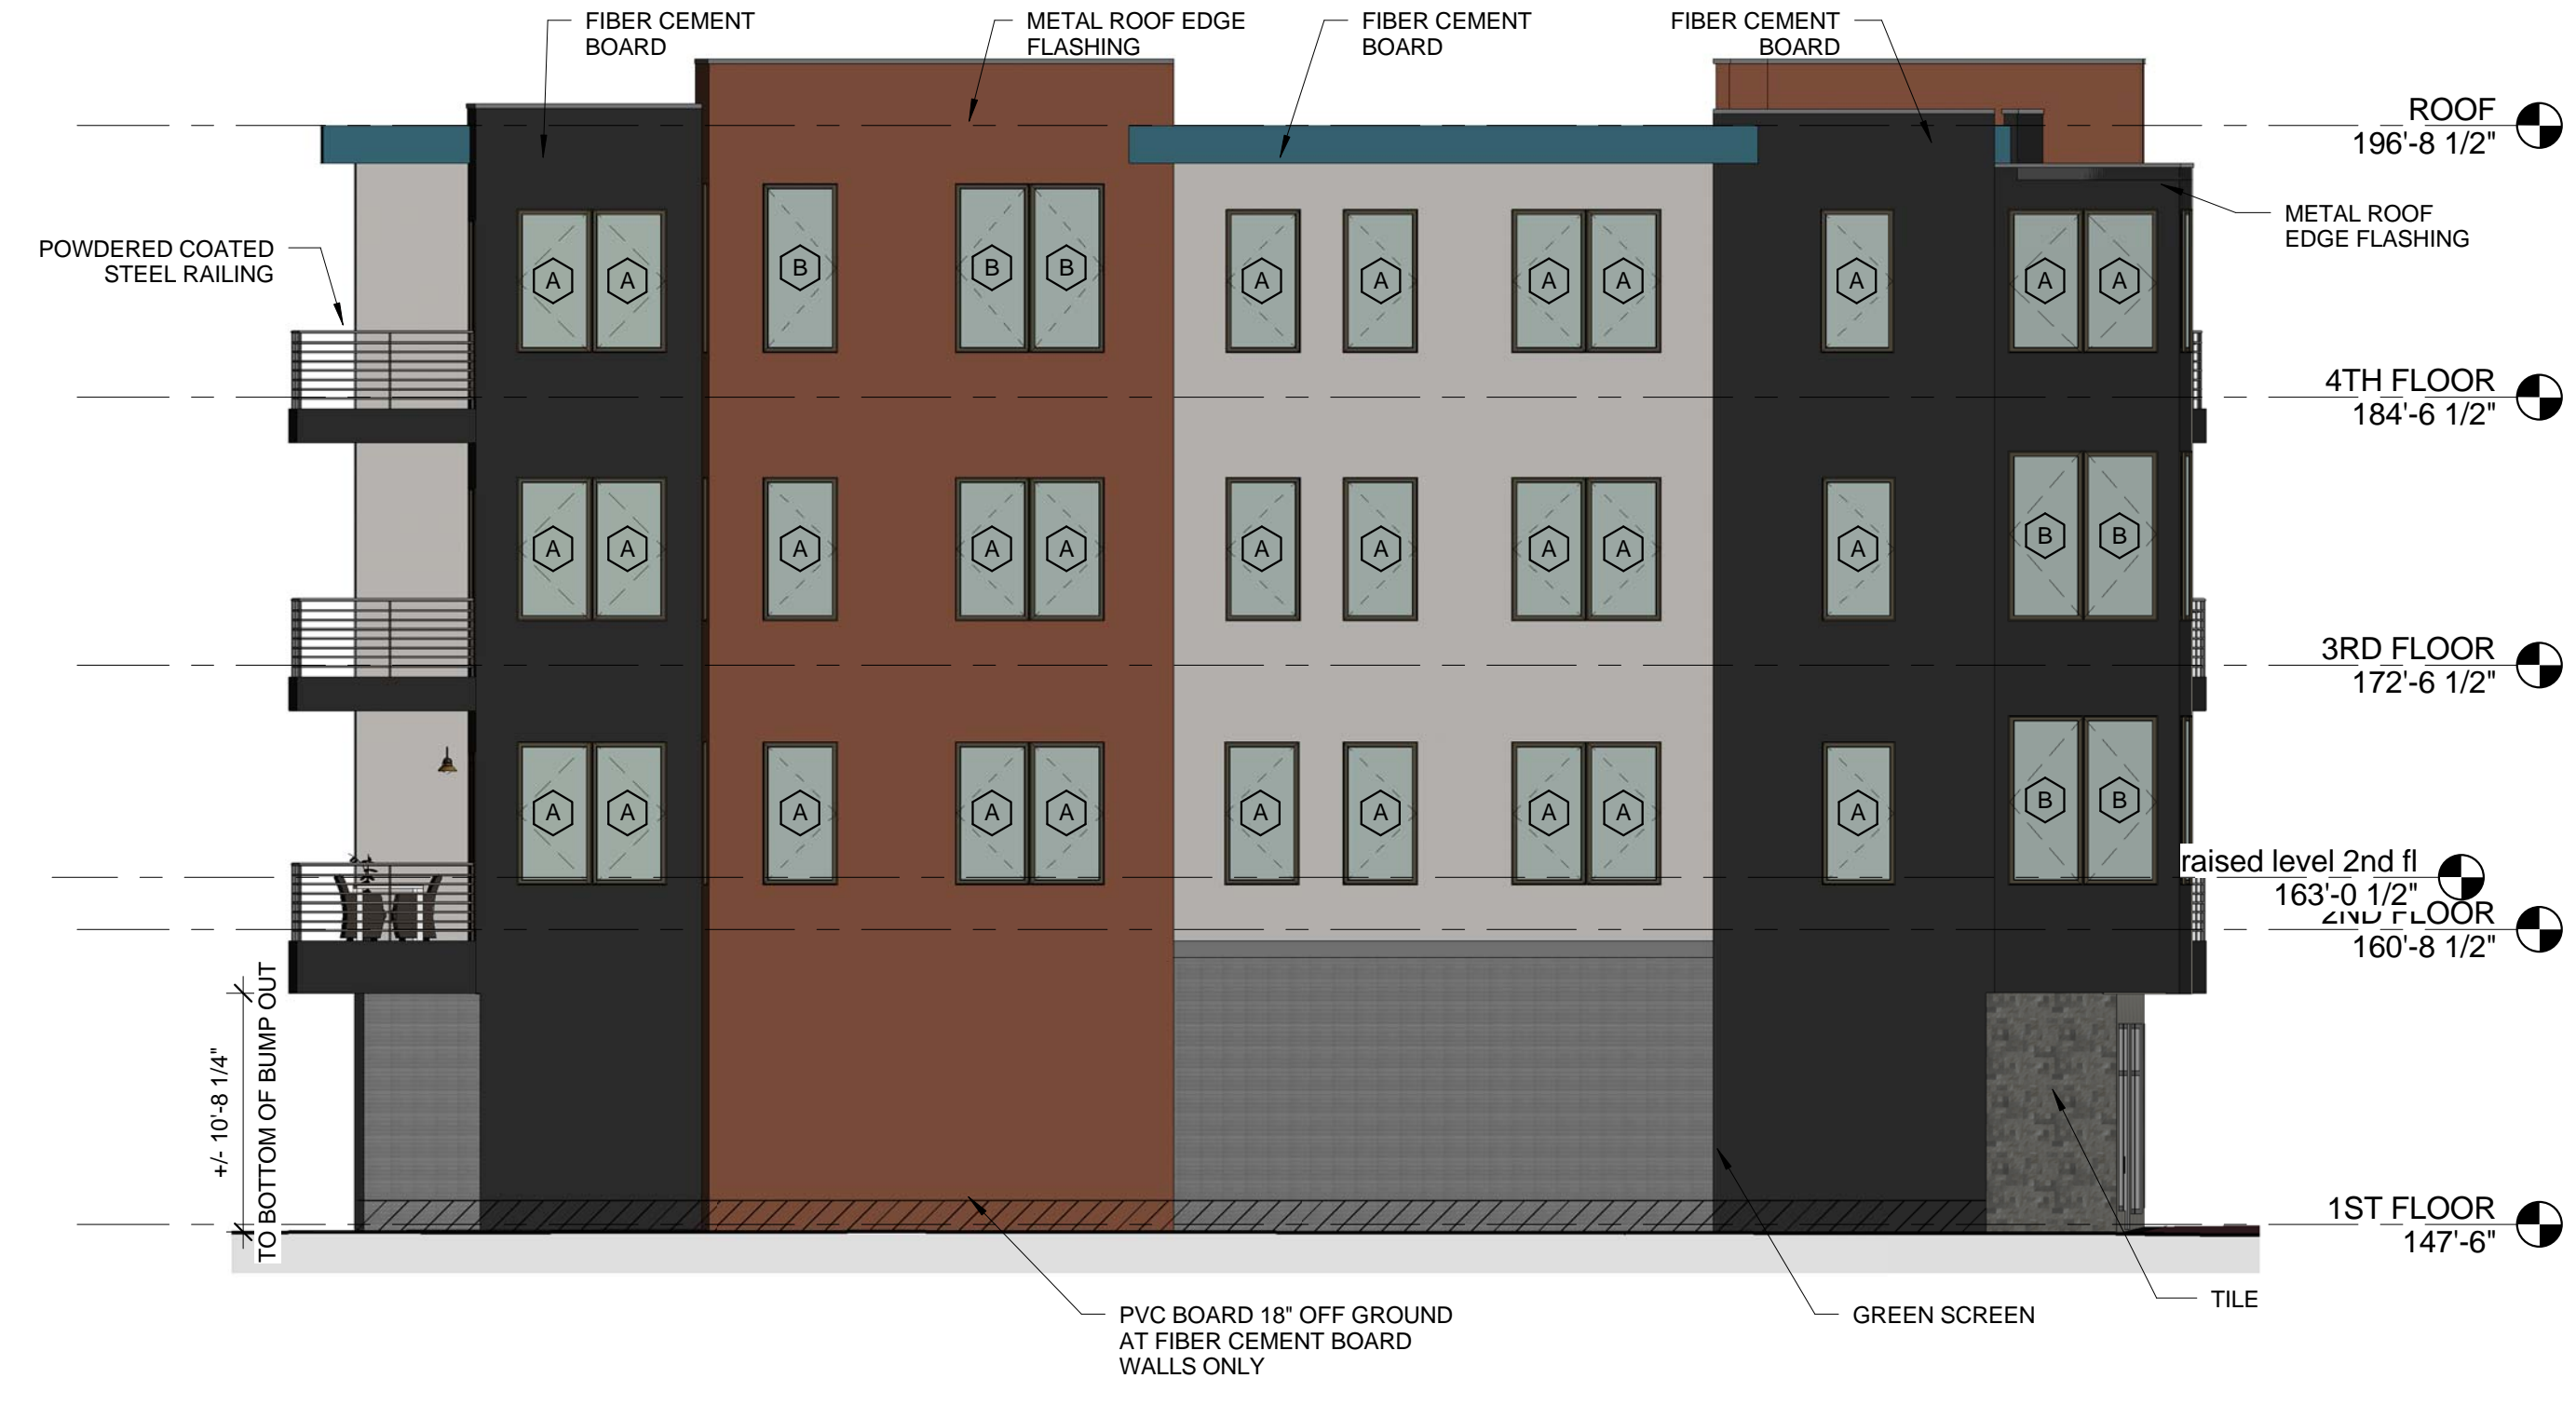 FIBER CEMENT
BOARD
METAL ROOF EDGE
FLASHING
FIBER CEMENT
BOARD
FIBER CEMENT
BOARD
ROOF
196'-8 1/2"
METAL ROOF
EDGE FLASHING
POWDERED COATED
STEEL RAILING
A A B B B A A A A A A A
4TH FLOOR
184'-6 1/2"
A A A A A A A A A A B B
3RD FLOOR
172'-6 1/2"
A A A A A A A A A A B B
raised level 2nd fl
163'-0 1/2"
2ND FLOOR
160'-8 1/2"
+/- 10'-8 1/4"
TO BOTTOM OF BUMP OUT
1ST FLOOR
147'-6"
PVC BOARD 18" OFF GROUND
AT FIBER CEMENT BOARD
WALLS ONLY
GREEN SCREEN
TILE